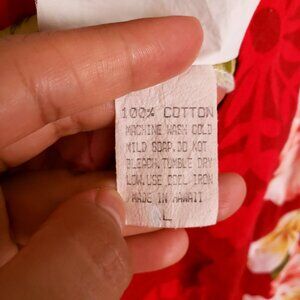 100% COTTON
MACHINE WASH COLD
MILD SOAP.DO NOT
BLEACH.TUMBLE DRY
LOW.USE COOL IRON
MADE IN HAWAII
L